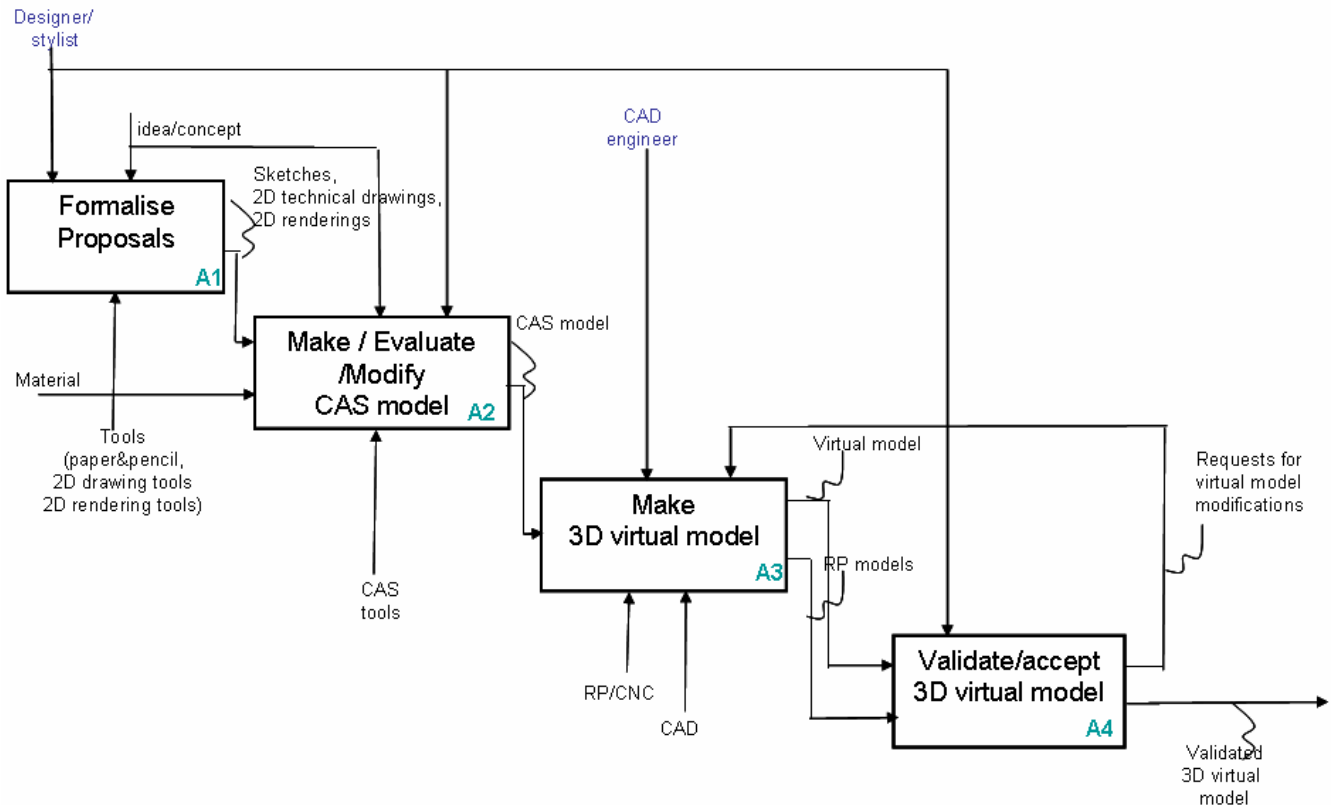 Designer/
stylist
idea/concept
CAD
engineer
Sketches,
2D technical drawings,
2D renderings
Formalise
Proposals
A1
CAS model
Make / Evaluate
/Modify
CAS model
A2
Material
Tools
(paper&pencil,
2D drawing tools
2D rendering tools)
Virtual model
Requests for
virtual model
modifications
Make
3D virtual model
A3
RP models
CAS
tools
RP/CNC
CAD
Validate/accept
3D virtual model
A4
Validated
3D virtual
model